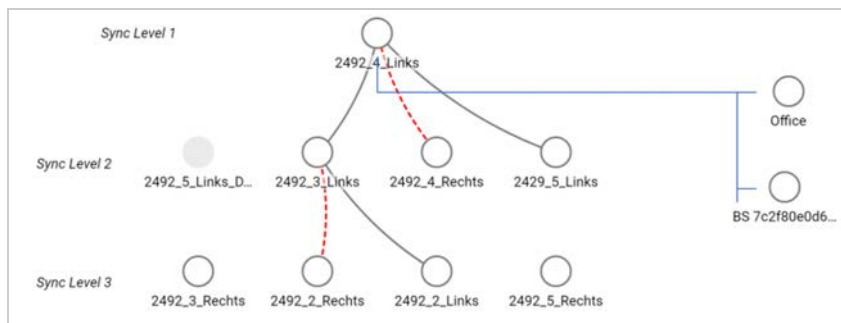 Sync Level 1
2492_4_Links
Office
Sync Level 2
2492_5_Links_D...
2492_3_Links
2492_4_Rechts
2429_5_Links
BS 7c2f80e0d6...
Sync Level 3
2492_3_Rechts
2492_2_Rechts
2492_2_Links
2492_5_Rechts